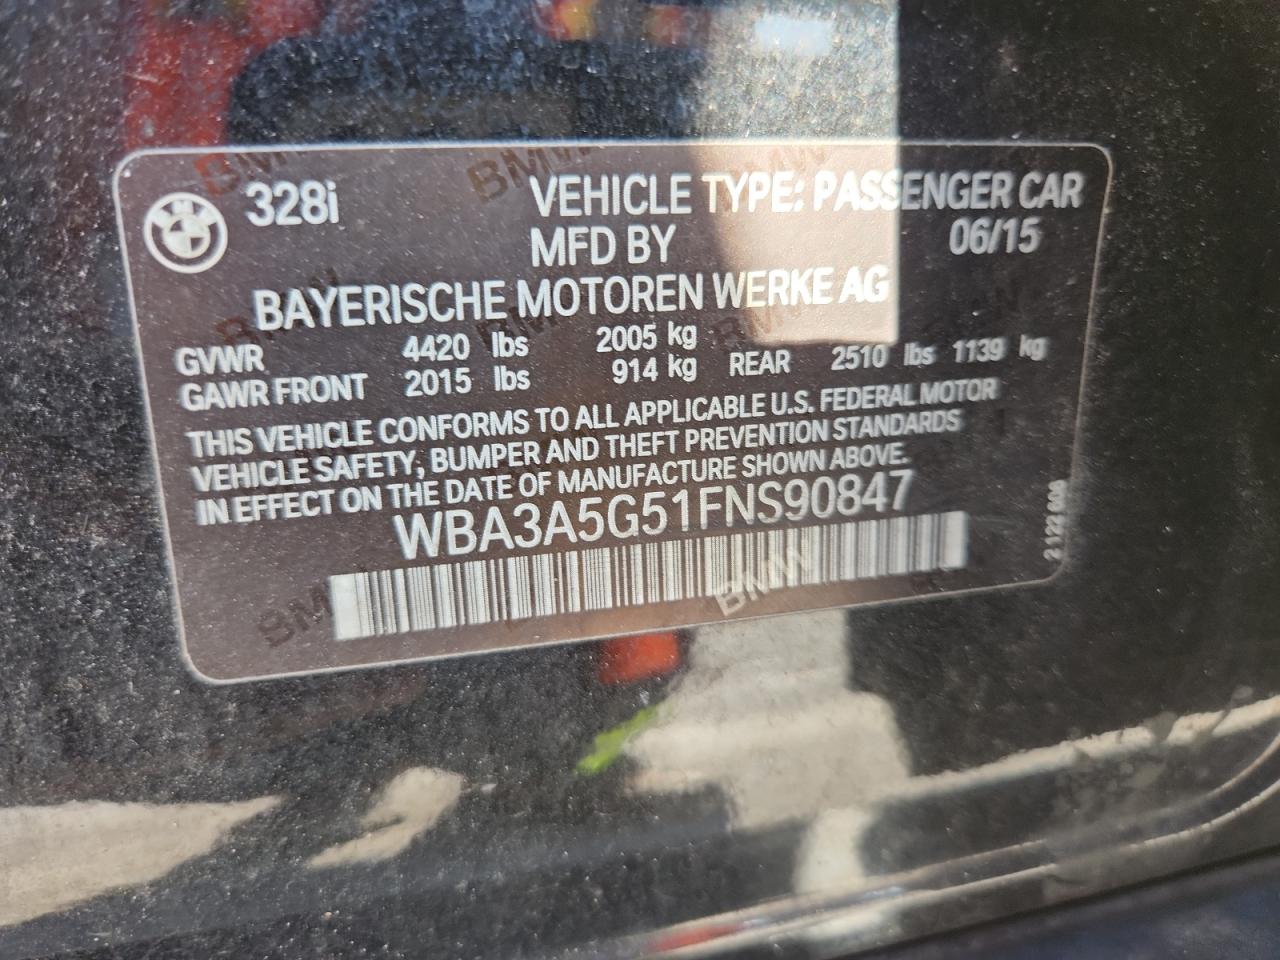 BMW
328i
VEHICLE TYPE: PASSENGER CAR
MFD BY 06/15
BAYERISCHE MOTOREN WERKE AG
GVWR 4420 lbs 2005 kg
GAWR FRONT 2015 lbs 914 kg REAR 2510 lbs 1139 kg
THIS VEHICLE CONFORMS TO ALL APPLICABLE U.S. FEDERAL MOTOR
VEHICLE SAFETY, BUMPER AND THEFT PREVENTION STANDARDS
IN EFFECT ON THE DATE OF MANUFACTURE SHOWN ABOVE.
WBA3A5G51FNS90847
BMW